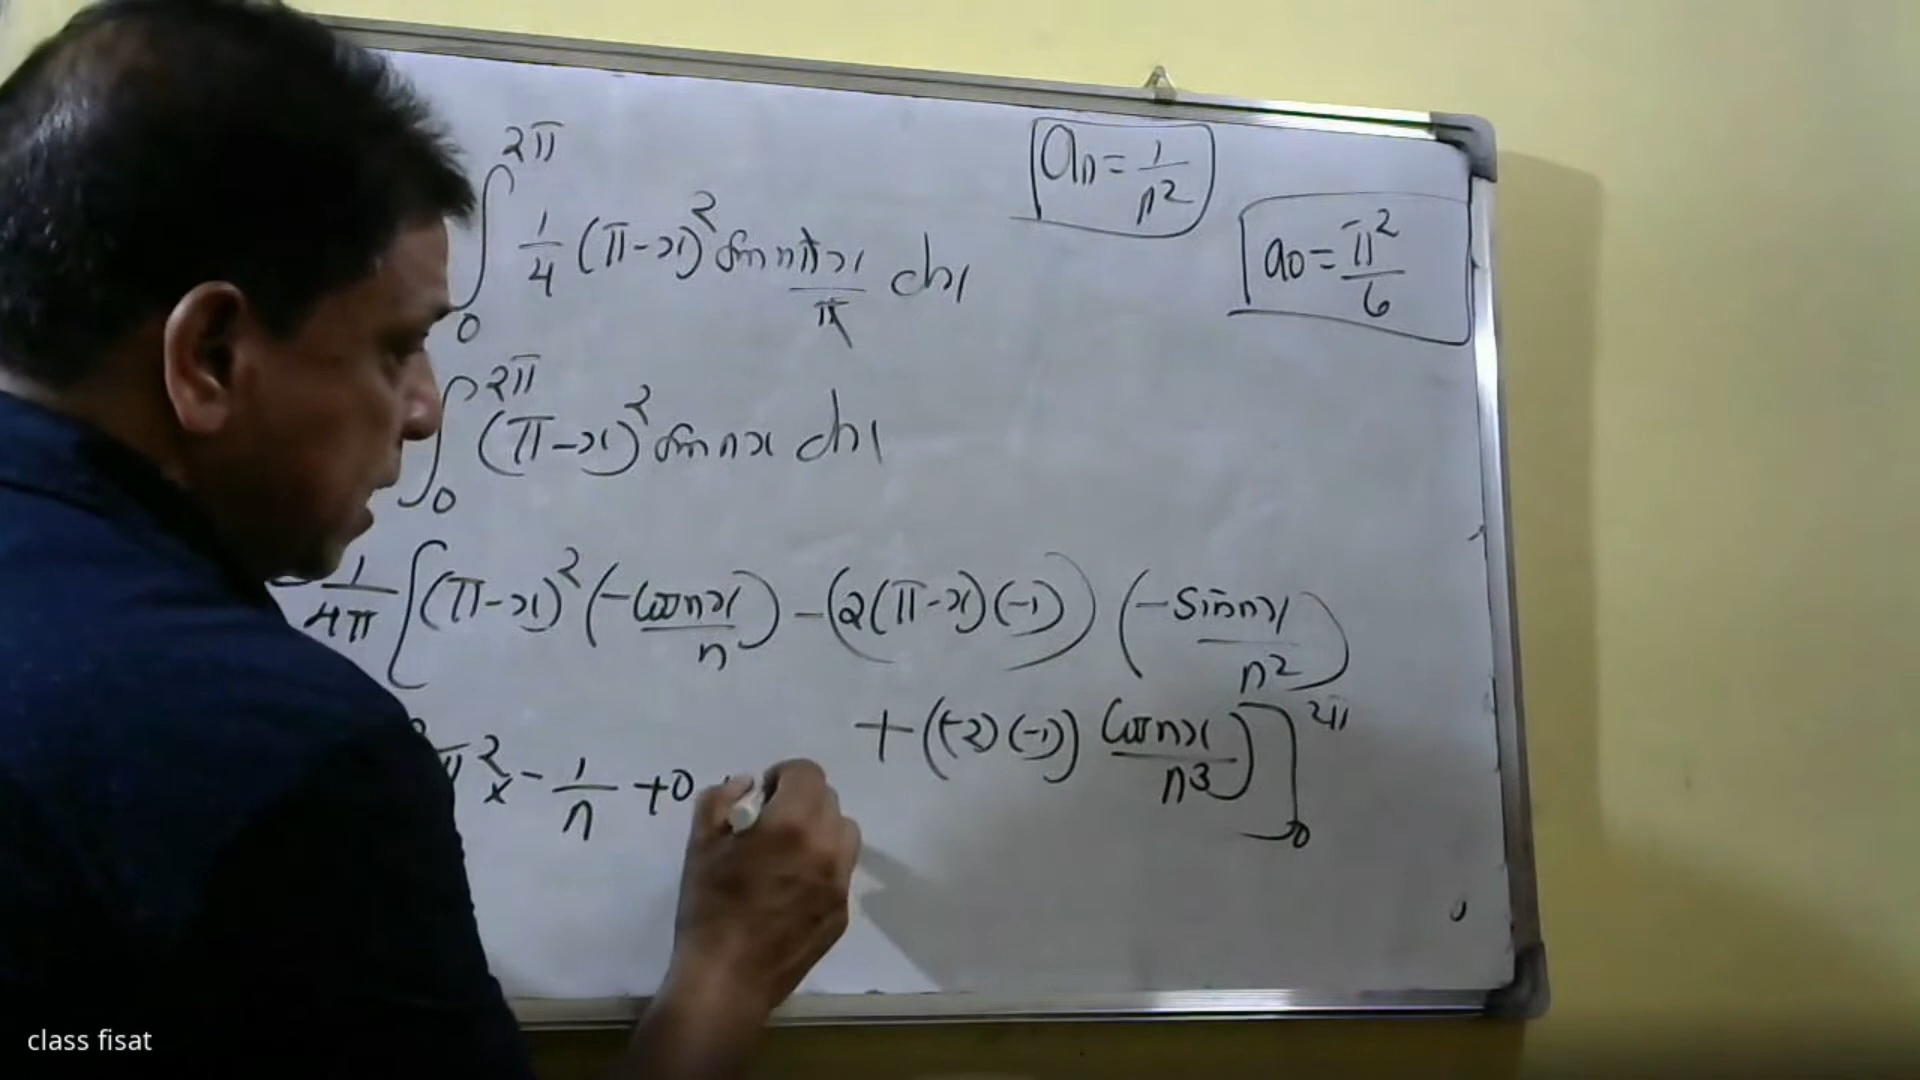 ∫₀^2π 1/4 (π-x)² sin nπx/π dx
aₙ = 1/n²
a₀ = π²/6
∫₀^2π (π-x)² sin nx dx
1/4π [(π-x)² (-cos nx/n) - (2(π-x)(-1)) (-sin nx/n²)
+ ((-2)(-1)) cos nx/n³)]₀^2π
π² x - 1/n + 0
class fisat